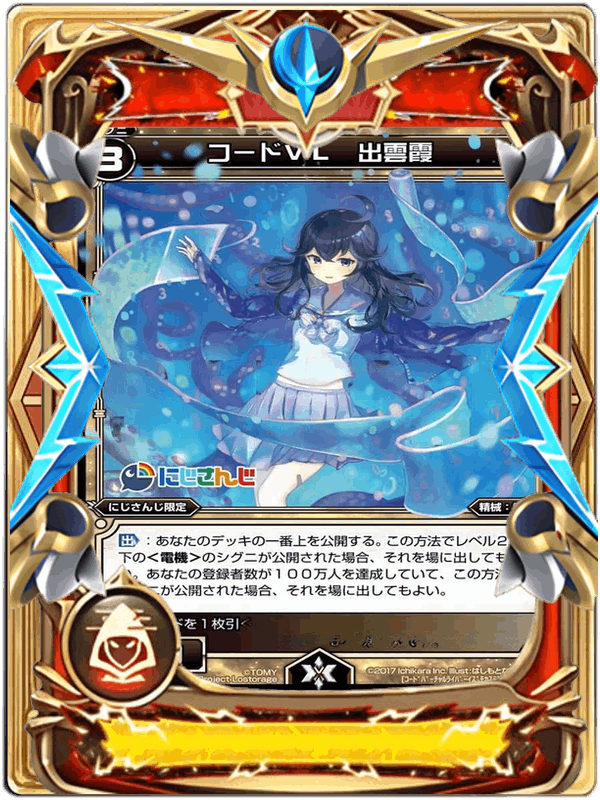 3
コードVL 出雲霞
にじさんじ
にじさんじ限定
精械:
出:あなたのデッキの一番上を公開する。この方法でレベル2
下の<電機>のシグニが公開された場合、それを場に出しても
。あなたの登録者数が100万人を達成していて、この方法
ニが公開された場合、それを場に出してもよい。
ドを1枚引く
©TOMY
Project Lostorage
©2017 Ichikara Inc. Illust:はしもとな